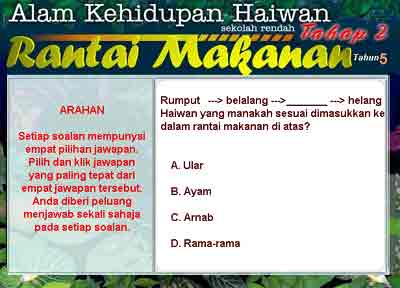 Alam Kehidupan Haiwan
sekolah rendah Tahap 2
Rantai Makanan Tahun 5
ARAHAN
Setiap soalan mempunyai
empat pilihan jawapan.
Pilih dan klik jawapan
yang paling tepat dari
empat jawapan tersebut.
Anda diberi peluang
menjawab sekali sahaja
pada setiap soalan.
Rumput ---> belalang --->_______ ---> helang
Haiwan yang manakah sesuai dimasukkan ke
dalam rantai makanan di atas?
A. Ular
B. Ayam
C. Arnab
D. Rama-rama